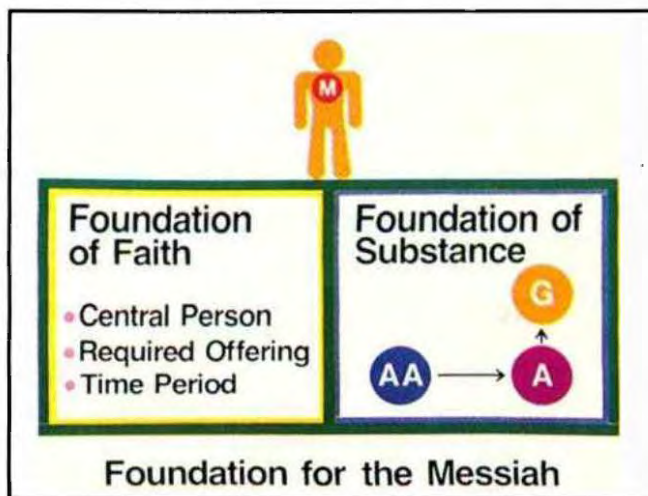 M
Foundation
of Faith
• Central Person
• Required Offering
• Time Period
Foundation of
Substance
G
AA
A
Foundation for the Messiah